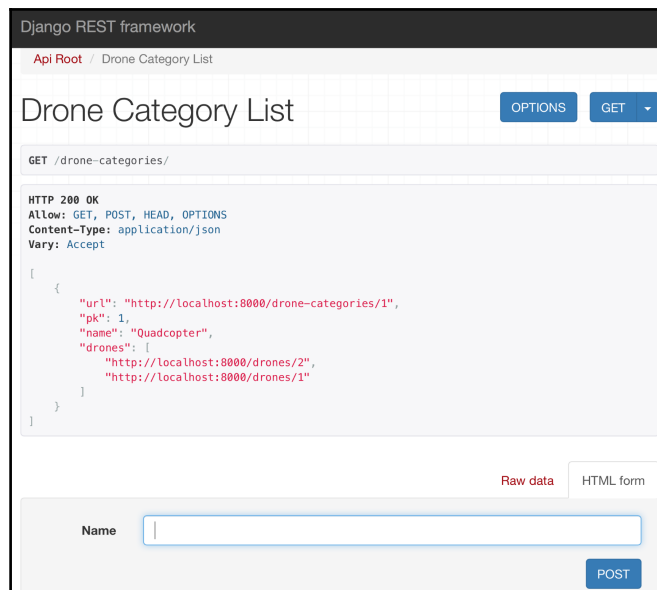 Django REST framework
Api Root / Drone Category List
Drone Category List
OPTIONS
GET
GET /drone-categories/
HTTP 200 OK
Allow: GET, POST, HEAD, OPTIONS
Content-Type: application/json
Vary: Accept
[
    {
        "url": "http://localhost:8000/drone-categories/1",
        "pk": 1,
        "name": "Quadcopter",
        "drones": [
            "http://localhost:8000/drones/2",
            "http://localhost:8000/drones/1"
        ]
    }
]
Raw data
HTML form
Name
POST